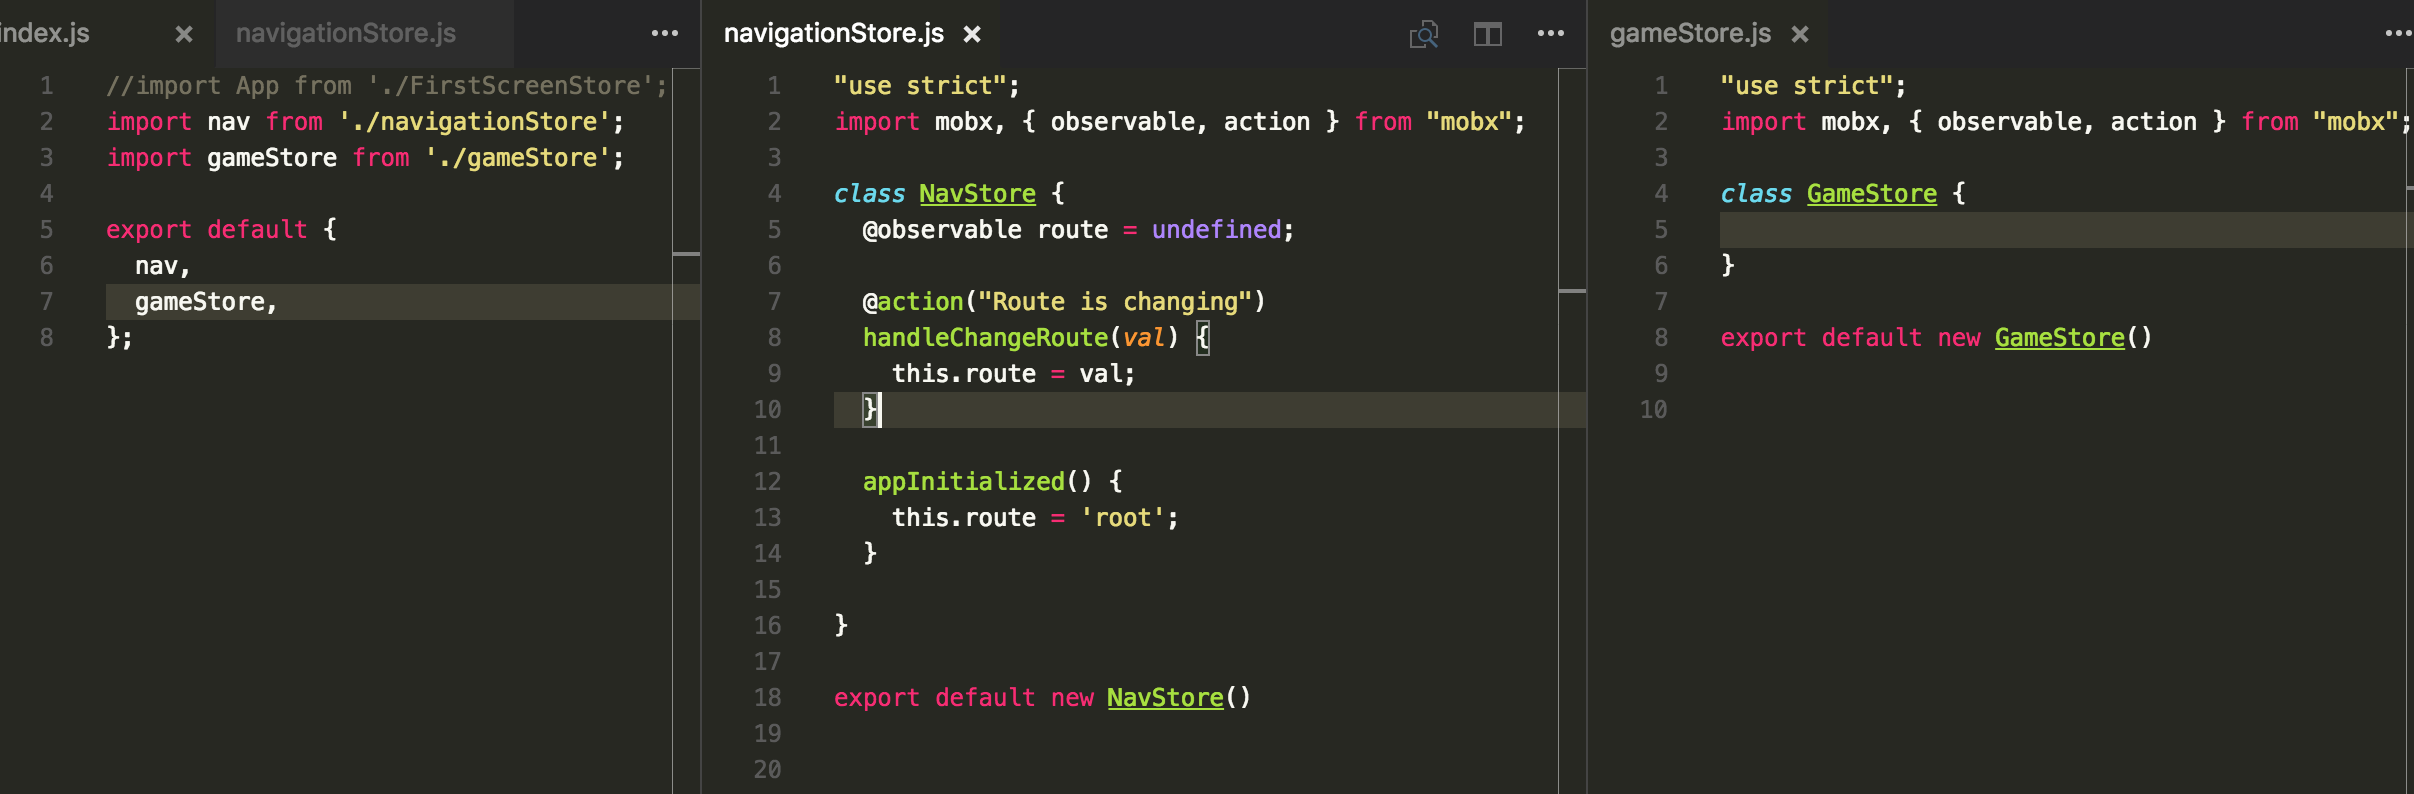 index.js × navigationStore.js ···
1 //import App from './FirstScreenStore';
2 import nav from './navigationStore';
3 import gameStore from './gameStore';
4
5 export default {
6   nav,
7   gameStore,
8 };
navigationStore.js × ···
1 "use strict";
2 import mobx, { observable, action } from "mobx";
3
4 class NavStore {
5   @observable route = undefined;
6
7   @action("Route is changing")
8   handleChangeRoute(val) {
9     this.route = val;
10   }
11
12   appInitialized() {
13     this.route = 'root';
14   }
15
16 }
17
18 export default new NavStore()
19
20
gameStore.js × ···
1 "use strict";
2 import mobx, { observable, action } from "mobx";
3
4 class GameStore {
5
6 }
7
8 export default new GameStore()
9
10